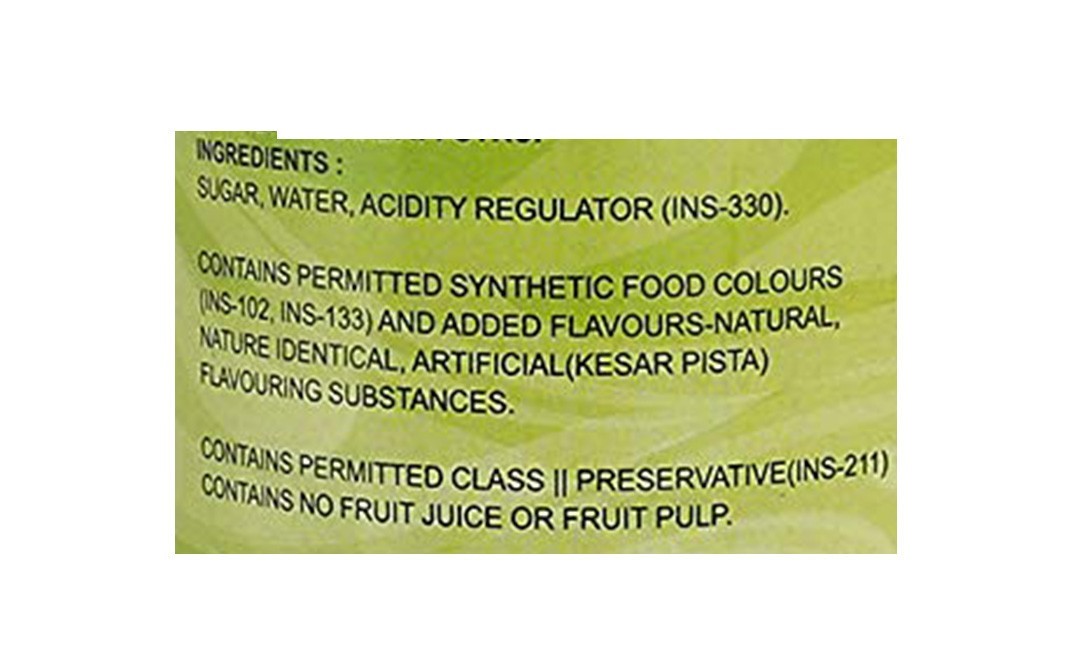 INGREDIENTS :
SUGAR, WATER, ACIDITY REGULATOR (INS-330).
CONTAINS PERMITTED SYNTHETIC FOOD COLOURS
(INS-102, INS-133) AND ADDED FLAVOURS-NATURAL,
NATURE IDENTICAL, ARTIFICIAL(KESAR PISTA)
FLAVOURING SUBSTANCES.
CONTAINS PERMITTED CLASS || PRESERVATIVE(INS-211)
CONTAINS NO FRUIT JUICE OR FRUIT PULP.